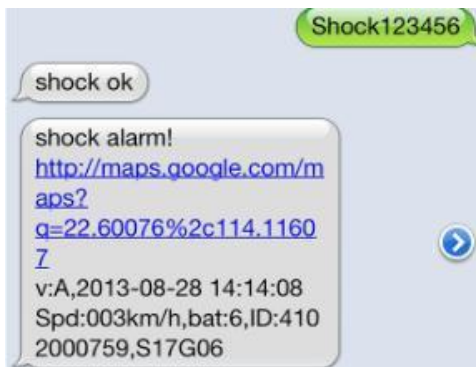 Shock123456
shock ok
shock alarm!
http://maps.google.com/m
aps?
q=22.60076%2c114.1160
7
v:A,2013-08-28 14:14:08
Spd:003km/h,bat:6,ID:410
2000759,S17G06